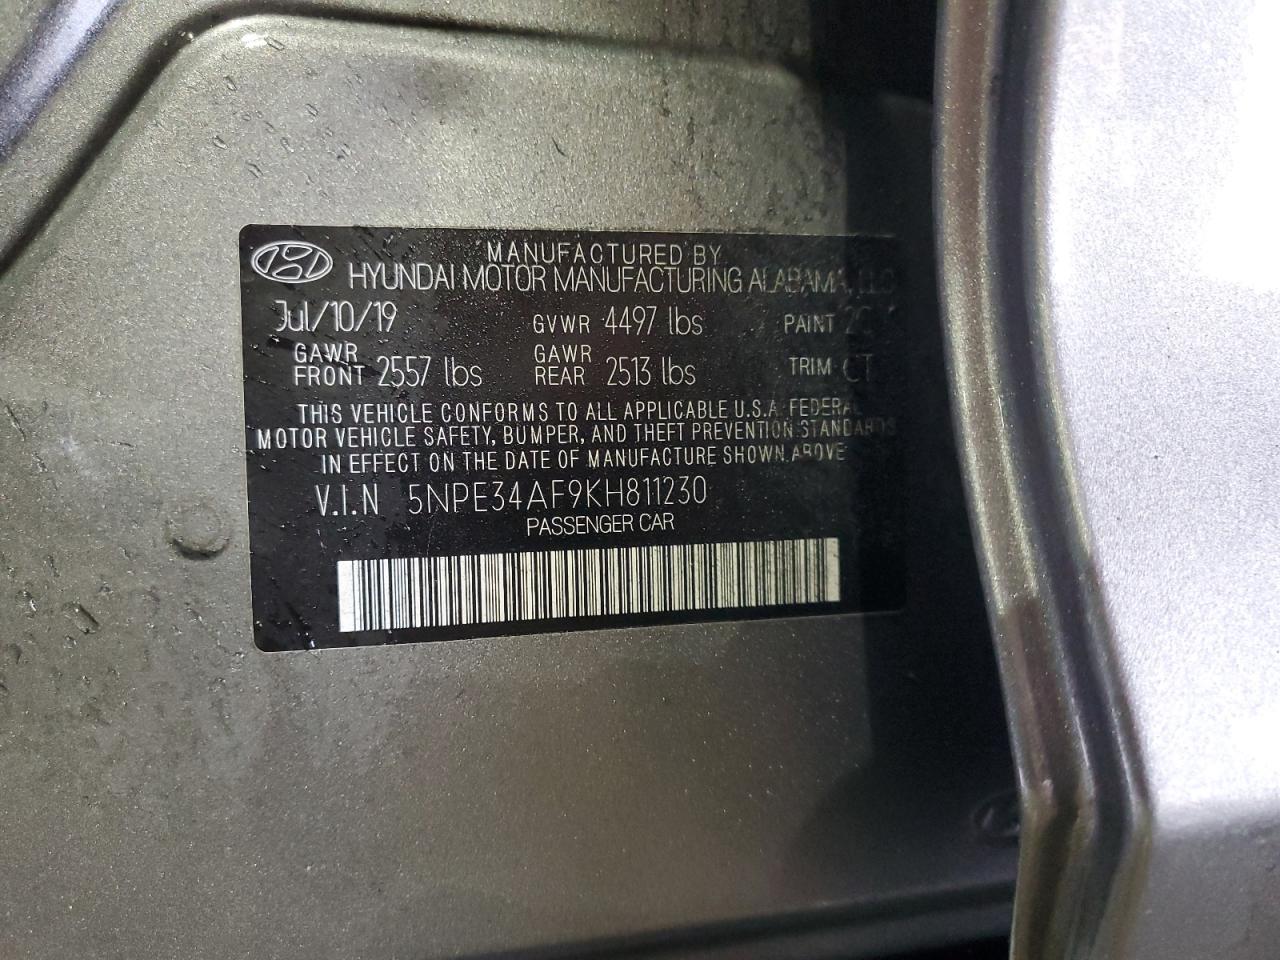 MANUFACTURED BY
HYUNDAI MOTOR MANUFACTURING ALABAMA, LLC
Jul/10/19 GVWR 4497 lbs PAINT
GAWR FRONT 2557 lbs GAWR REAR 2513 lbs TRIM CT
THIS VEHICLE CONFORMS TO ALL APPLICABLE U.S.A. FEDERAL
MOTOR VEHICLE SAFETY, BUMPER, AND THEFT PREVENTION STANDARDS
IN EFFECT ON THE DATE OF MANUFACTURE SHOWN ABOVE
V.I.N 5NPE34AF9KH811230
PASSENGER CAR